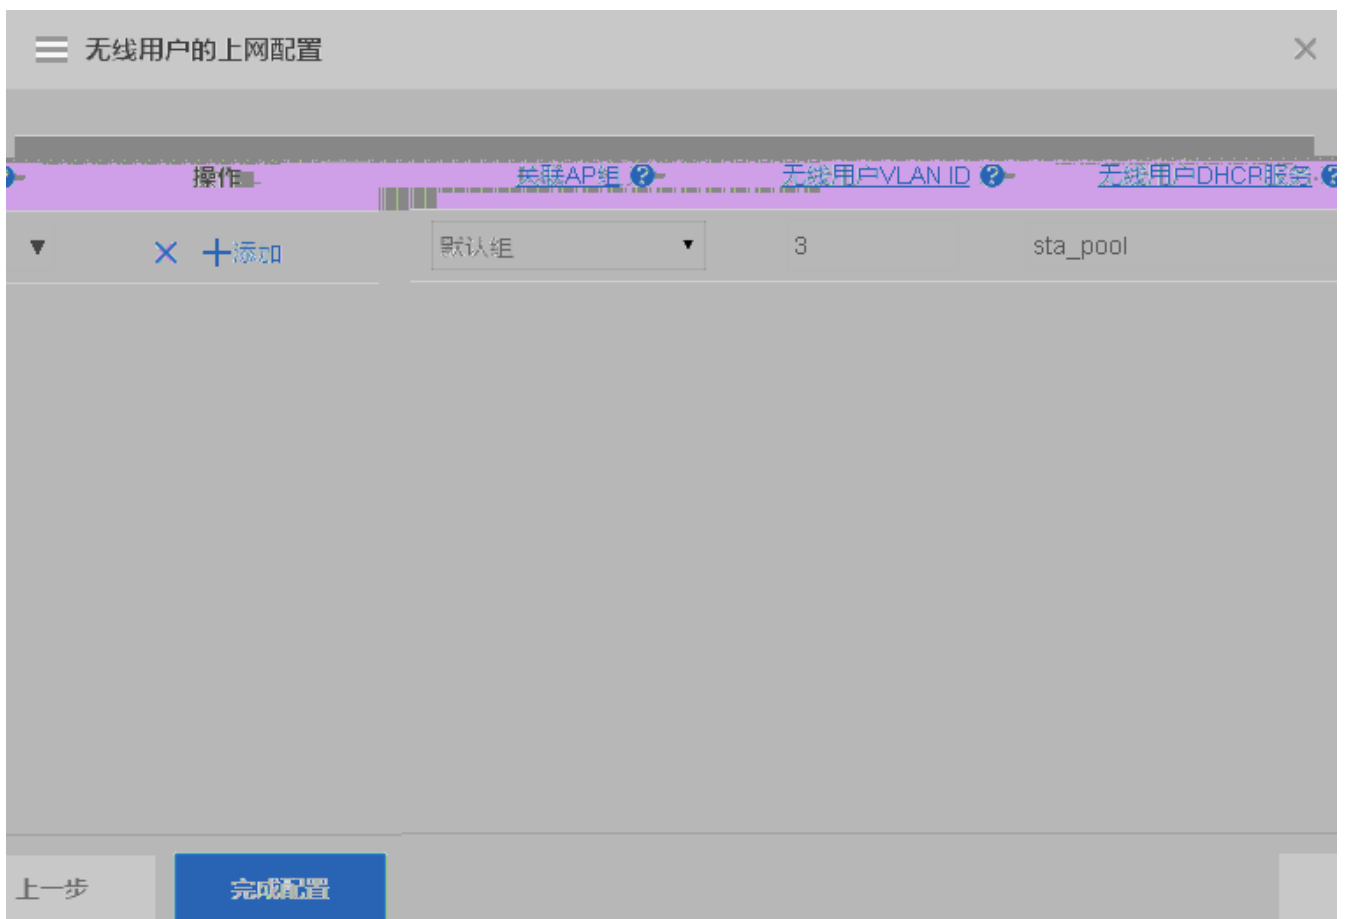 无线用户的上网配置
操作 关联AP组 无线用户VLAN ID 无线用户DHCP服务
添加 默认组 3 sta_pool
上一步 完成配置